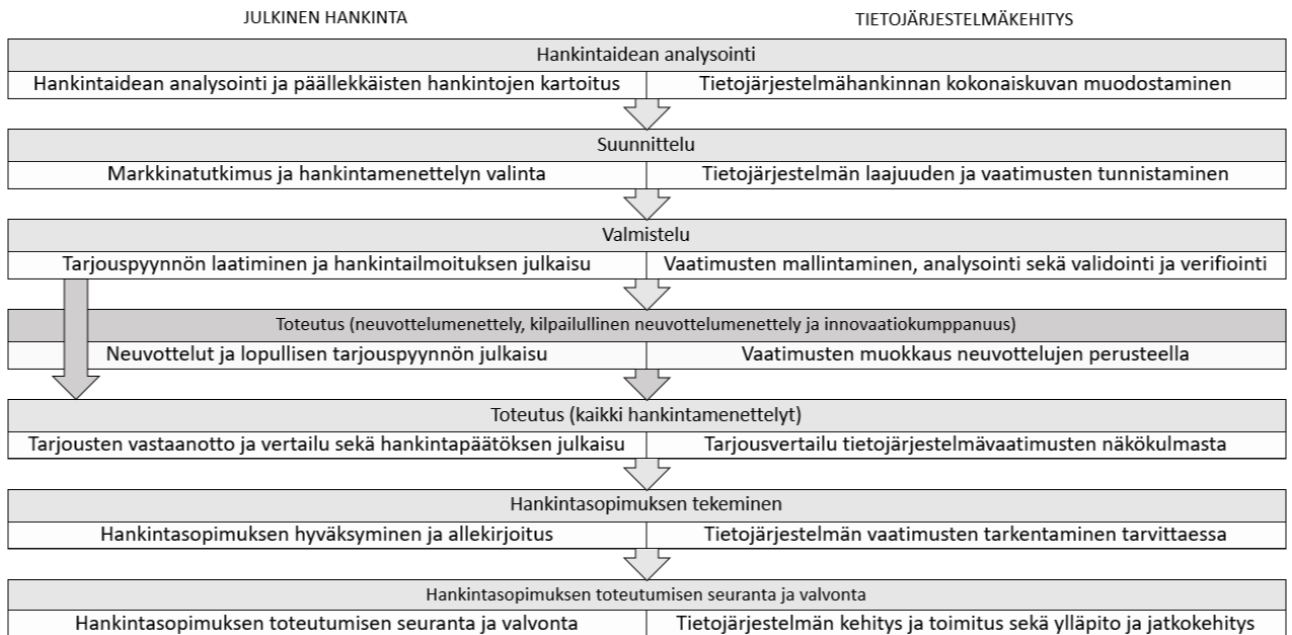 JULKINEN HANKINTA
TIETOJÄRJESTELMÄKEHITYS
Hankintaidean analysointi
Hankintaidean analysointi ja päällekkäisten hankintojen kartoitus
Tietojärjestelmähankinnan kokonaiskuvan muodostaminen
Suunnittelu
Markkinatutkimus ja hankintamenettelyn valinta
Tietojärjestelmän laajuuden ja vaatimusten tunnistaminen
Valmistelu
Tarjouspyynnön laatiminen ja hankintailmoituksen julkaisu
Vaatimusten mallintaminen, analysointi sekä validointi ja verifiointi
Toteutus (neuvottelumenettely, kilpailullinen neuvottelumenettely ja innovaatiokumppanuus)
Neuvottelut ja lopullisen tarjouspyynnön julkaisu
Vaatimusten muokkaus neuvottelujen perusteella
Toteutus (kaikki hankintamenettelyt)
Tarjousten vastaanotto ja vertailu sekä hankintapäätöksen julkaisu
Tarjousvertailu tietojärjestelmävaatimusten näkökulmasta
Hankintasopimuksen tekeminen
Hankintasopimuksen hyväksyminen ja allekirjoitus
Tietojärjestelmän vaatimusten tarkentaminen tarvittaessa
Hankintasopimuksen toteutumisen seuranta ja valvonta
Hankintasopimuksen toteutumisen seuranta ja valvonta
Tietojärjestelmän kehitys ja toimitus sekä ylläpito ja jatkokehitys